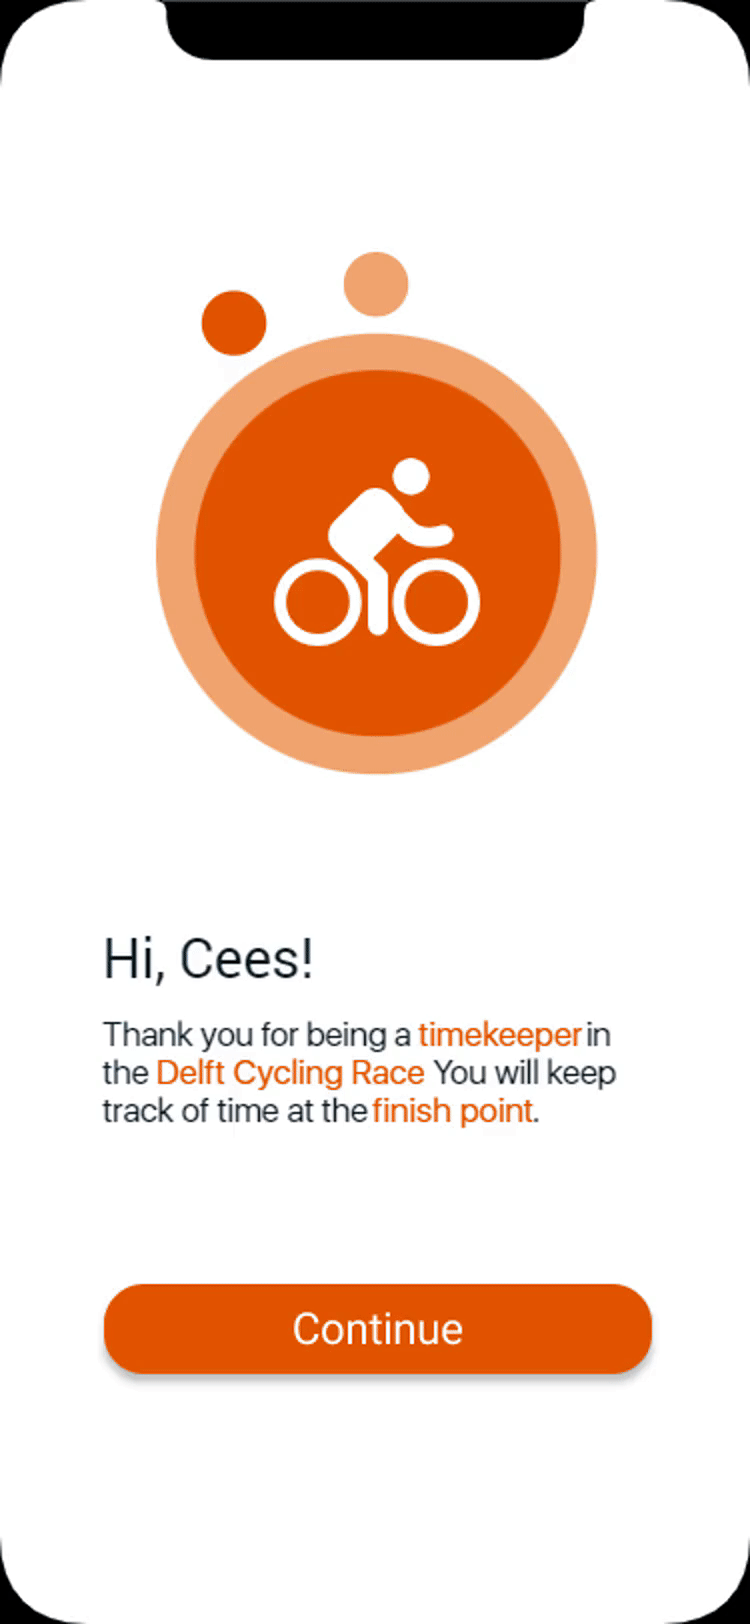 Hi, Cees!
Thank you for being a timekeeper in
the Delft Cycling Race You will keep
track of time at the finish point.
Continue